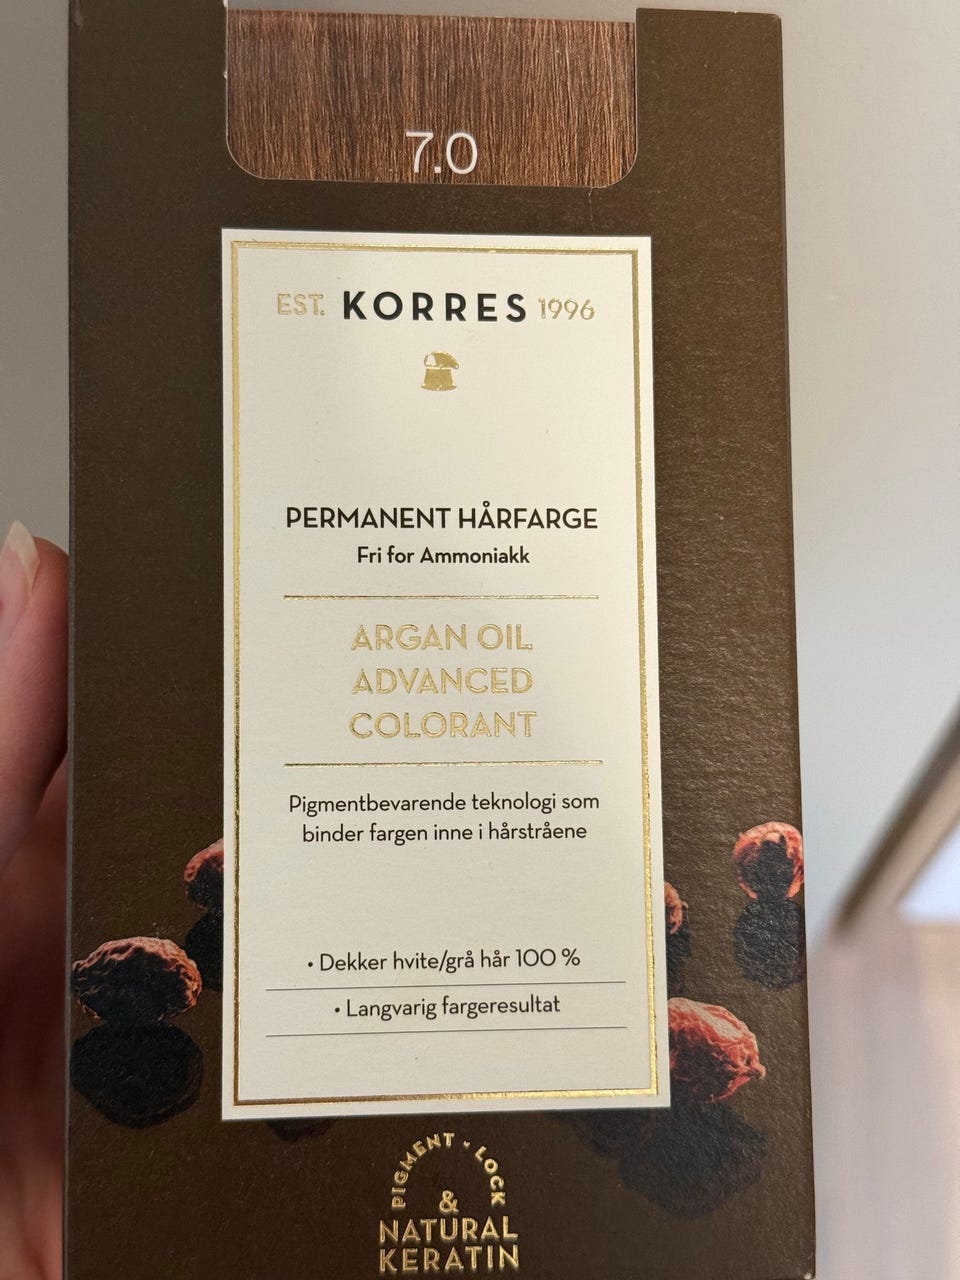 7.0
EST. KORRES 1996
PERMANENT HÅRFARGE
Fri for Ammoniakk
ARGAN OIL
ADVANCED
COLORANT
Pigmentbevarende teknologi som
binder fargen inne i hårstråene
• Dekker hvite/grå hår 100 %
• Langvarig fargeresultat
PIGMENT • LOCK
&
NATURAL
KERATIN